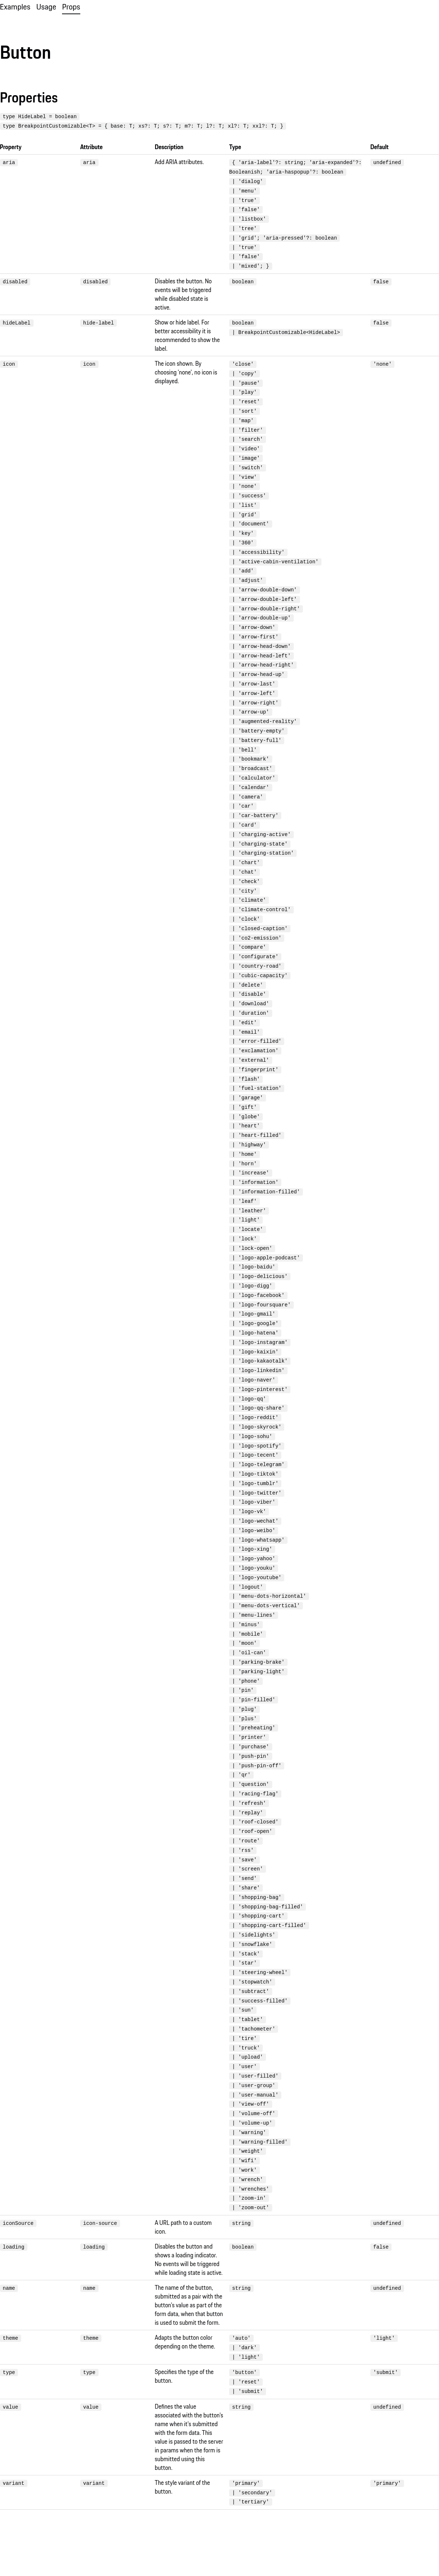 Examples Usage Props
Button
Properties
type HideLabel = boolean
type BreakpointCustomizable<T> = { base: T; xs?: T; s?: T; m?: T; l?: T; xl?: T; xxl?: T; }
Property Attribute Description Type Default
aria aria Add ARIA attributes. { 'aria-label'?: string; 'aria-expanded'?: undefined
Booleanish; 'aria-haspopup'?: boolean
| 'dialog'
| 'menu'
| 'true'
| 'false'
| 'listbox'
| 'tree'
| 'grid'; 'aria-pressed'?: boolean
| 'true'
| 'false'
| 'mixed'; }
disabled disabled Disables the button. No boolean false
events will be triggered
while disabled state is
active.
hideLabel hide-label Show or hide label. For boolean false
better accessibility it is | BreakpointCustomizable<HideLabel>
recommended to show the
label.
icon icon The icon shown. By 'close' 'none'
choosing 'none', no icon is | 'copy'
displayed. | 'pause'
| 'play'
| 'reset'
| 'sort'
| 'map'
| 'filter'
| 'search'
| 'video'
| 'image'
| 'switch'
| 'view'
| 'none'
| 'success'
| 'list'
| 'grid'
| 'document'
| 'key'
| '360'
| 'accessibility'
| 'active-cabin-ventilation'
| 'add'
| 'adjust'
| 'arrow-double-down'
| 'arrow-double-left'
| 'arrow-double-right'
| 'arrow-double-up'
| 'arrow-down'
| 'arrow-first'
| 'arrow-head-down'
| 'arrow-head-left'
| 'arrow-head-right'
| 'arrow-head-up'
| 'arrow-last'
| 'arrow-left'
| 'arrow-right'
| 'arrow-up'
| 'augmented-reality'
| 'battery-empty'
| 'battery-full'
| 'bell'
| 'bookmark'
| 'broadcast'
| 'calculator'
| 'calendar'
| 'camera'
| 'car'
| 'car-battery'
| 'card'
| 'charging-active'
| 'charging-state'
| 'charging-station'
| 'chart'
| 'chat'
| 'check'
| 'city'
| 'climate'
| 'climate-control'
| 'clock'
| 'closed-caption'
| 'co2-emission'
| 'compare'
| 'configurate'
| 'country-road'
| 'cubic-capacity'
| 'delete'
| 'disable'
| 'download'
| 'duration'
| 'edit'
| 'email'
| 'error-filled'
| 'exclamation'
| 'external'
| 'fingerprint'
| 'flash'
| 'fuel-station'
| 'garage'
| 'gift'
| 'globe'
| 'heart'
| 'heart-filled'
| 'highway'
| 'home'
| 'horn'
| 'increase'
| 'information'
| 'information-filled'
| 'leaf'
| 'leather'
| 'light'
| 'locate'
| 'lock'
| 'lock-open'
| 'logo-apple-podcast'
| 'logo-baidu'
| 'logo-delicious'
| 'logo-digg'
| 'logo-facebook'
| 'logo-foursquare'
| 'logo-gmail'
| 'logo-google'
| 'logo-hatena'
| 'logo-instagram'
| 'logo-kaixin'
| 'logo-kakaotalk'
| 'logo-linkedin'
| 'logo-naver'
| 'logo-pinterest'
| 'logo-qq'
| 'logo-qq-share'
| 'logo-reddit'
| 'logo-skyrock'
| 'logo-sohu'
| 'logo-spotify'
| 'logo-tecent'
| 'logo-telegram'
| 'logo-tiktok'
| 'logo-tumblr'
| 'logo-twitter'
| 'logo-viber'
| 'logo-vk'
| 'logo-wechat'
| 'logo-weibo'
| 'logo-whatsapp'
| 'logo-xing'
| 'logo-yahoo'
| 'logo-youku'
| 'logo-youtube'
| 'logout'
| 'menu-dots-horizontal'
| 'menu-dots-vertical'
| 'menu-lines'
| 'minus'
| 'mobile'
| 'moon'
| 'oil-can'
| 'parking-brake'
| 'parking-light'
| 'phone'
| 'pin'
| 'pin-filled'
| 'plug'
| 'plus'
| 'preheating'
| 'printer'
| 'purchase'
| 'push-pin'
| 'push-pin-off'
| 'qr'
| 'question'
| 'racing-flag'
| 'refresh'
| 'replay'
| 'roof-closed'
| 'roof-open'
| 'route'
| 'rss'
| 'save'
| 'screen'
| 'send'
| 'share'
| 'shopping-bag'
| 'shopping-bag-filled'
| 'shopping-cart'
| 'shopping-cart-filled'
| 'sidelights'
| 'snowflake'
| 'stack'
| 'star'
| 'steering-wheel'
| 'stopwatch'
| 'subtract'
| 'success-filled'
| 'sun'
| 'tablet'
| 'tachometer'
| 'tire'
| 'truck'
| 'upload'
| 'user'
| 'user-filled'
| 'user-group'
| 'user-manual'
| 'view-off'
| 'volume-off'
| 'volume-up'
| 'warning'
| 'warning-filled'
| 'weight'
| 'wifi'
| 'work'
| 'wrench'
| 'wrenches'
| 'zoom-in'
| 'zoom-out'
iconSource icon-source A URL path to a custom string undefined
icon.
loading loading Disables the button and boolean false
shows a loading indicator.
No events will be triggered
while loading state is active.
name name The name of the button, string undefined
submitted as a pair with the
button's value as part of the
form data, when that button
is used to submit the form.
theme theme Adapts the button color 'auto' 'light'
depending on the theme. | 'dark'
| 'light'
type type Specifies the type of the 'button' 'submit'
button. | 'reset'
| 'submit'
value value Defines the value string undefined
associated with the button's
name when it's submitted
with the form data. This
value is passed to the server
in params when the form is
submitted using this
button.
variant variant The style variant of the 'primary' 'primary'
button. | 'secondary'
| 'tertiary'